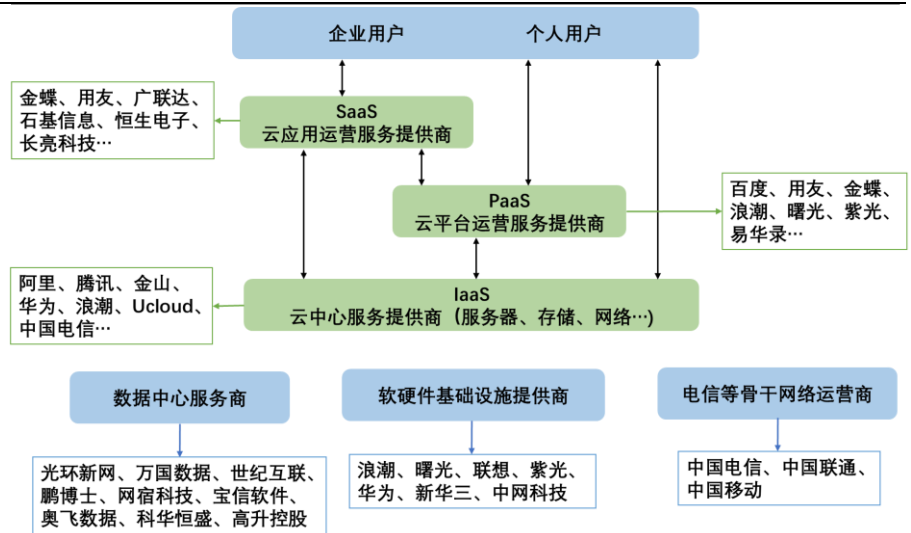 企业用户 个人用户
金蝶、用友、广联达、
石基信息、恒生电子、
长亮科技…
SaaS
云应用运营服务提供商
PaaS
云平台运营服务提供商
百度、用友、金蝶、
浪潮、曙光、紫光、
易华录…
阿里、腾讯、金山、
华为、浪潮、Ucloud、
中国电信…
IaaS
云中心服务提供商（服务器、存储、网络…)
数据中心服务商
软硬件基础设施提供商
电信等骨干网络运营商
光环新网、万国数据、世纪互联、
鹏博士、网宿科技、宝信软件、
奥飞数据、科华恒盛、高升控股
浪潮、曙光、联想、紫光、
华为、新华三、中网科技
中国电信、中国联通、
中国移动